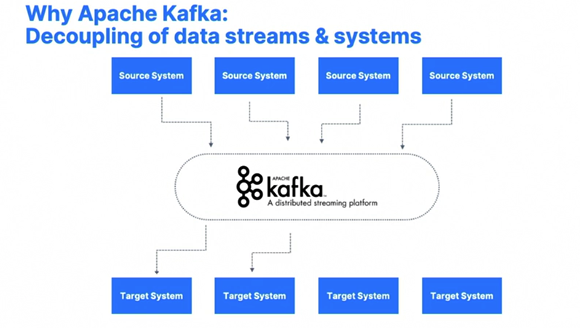 Why Apache Kafka:
Decoupling of data streams & systems
Source System
Source System
Source System
Source System
APACHE
kafka
A distributed streaming platform
Target System
Target System
Target System
Target System